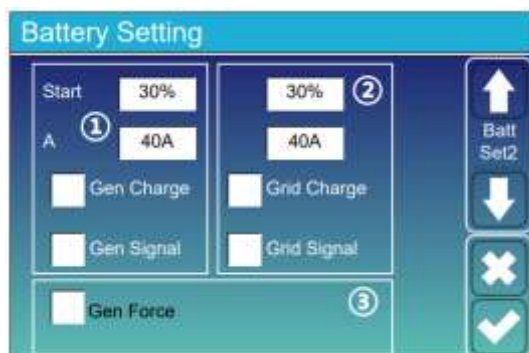 Battery Setting
Start 30% 30% ②
A ① 40A 40A
Batt
Set2
Gen Charge Grid Charge
Gen Signal Grid Signal
Gen Force ③